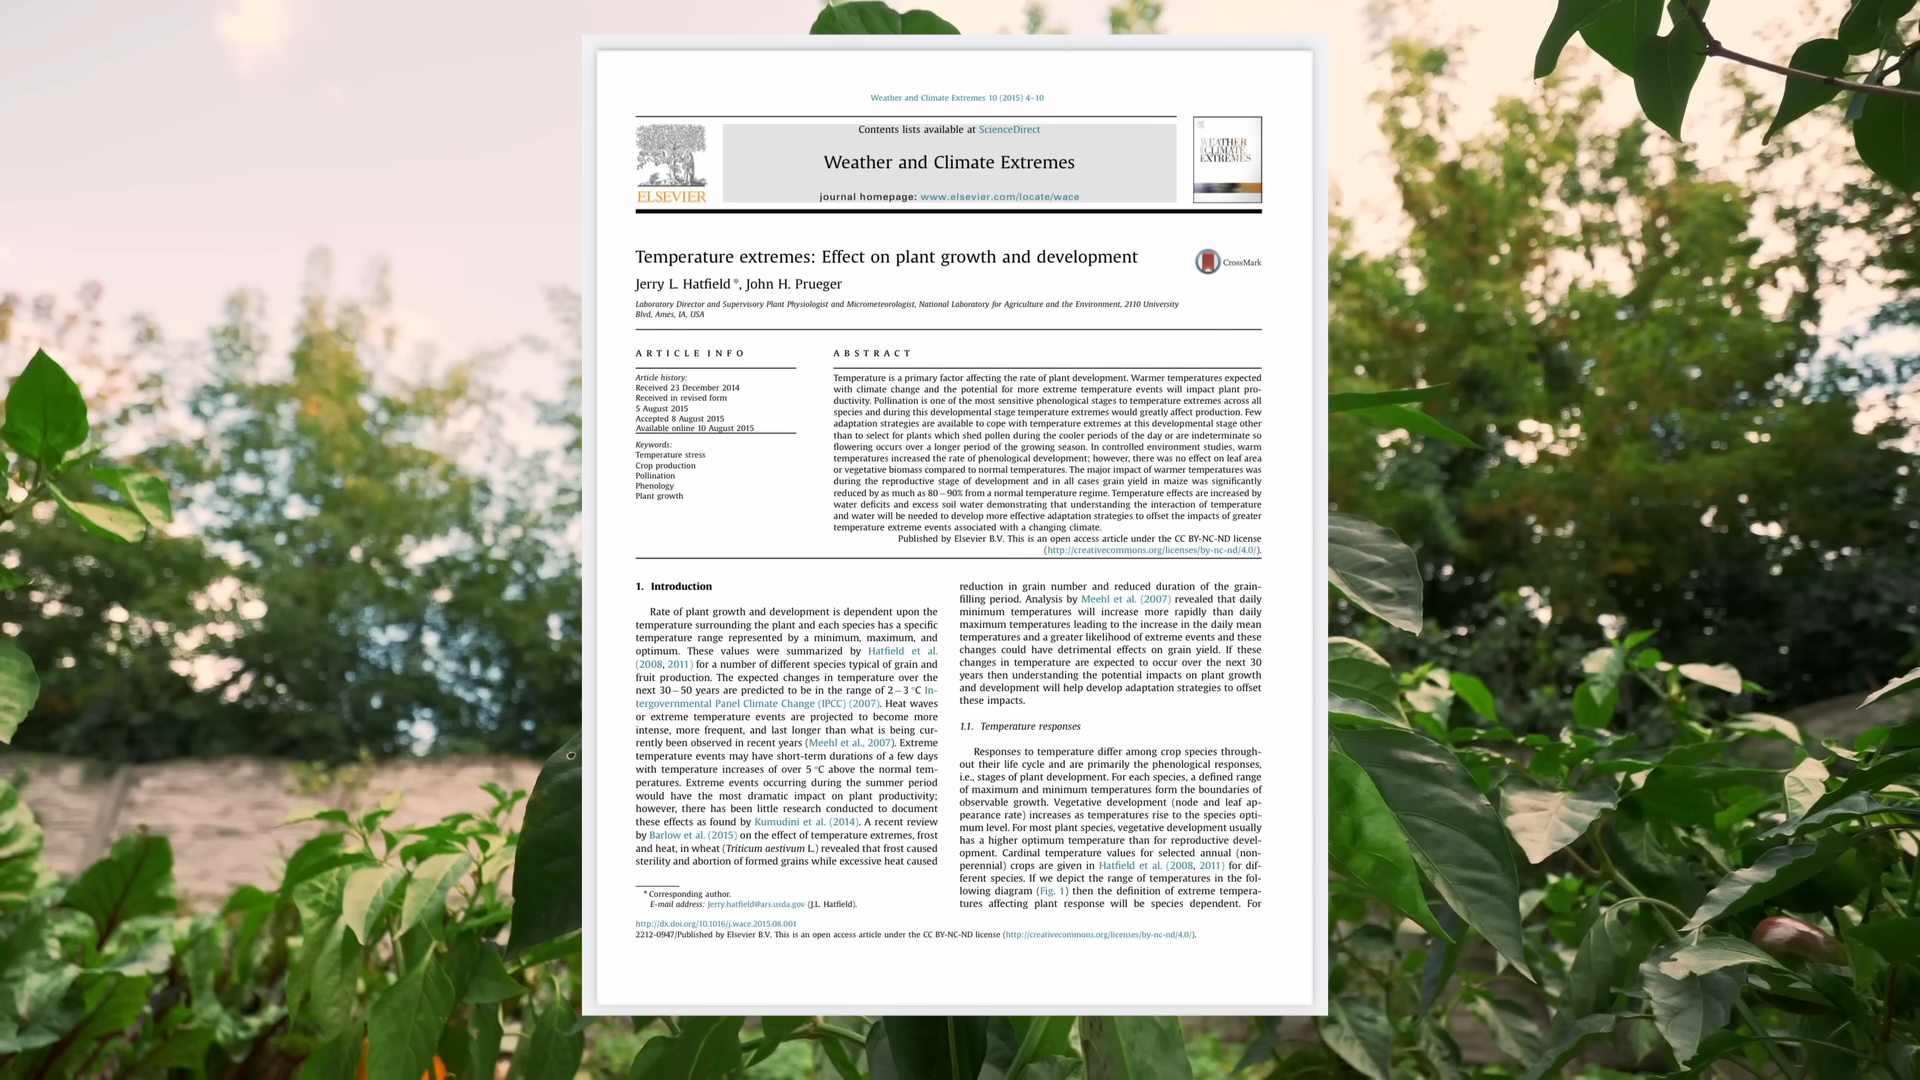 Weather and Climate Extremes 10 (2015) 4–10
Contents lists available at ScienceDirect
Weather and Climate Extremes
journal homepage: www.elsevier.com/locate/wace
ELSEVIER
WEATHER
CLIMATE
EXTREMES
Temperature extremes: Effect on plant growth and development
CrossMark
Jerry L. Hatfield *, John H. Prueger
Laboratory Director and Supervisory Plant Physiologist and Micrometeorologist, National Laboratory for Agriculture and the Environment, 2110 University
Blvd, Ames, IA, USA
ARTICLE INFO
Article history:
Received 23 December 2014
Received in revised form
5 August 2015
Accepted 8 August 2015
Available online 10 August 2015
Keywords:
Temperature stress
Crop production
Pollination
Phenology
Plant growth
ABSTRACT
Temperature is a primary factor affecting the rate of plant development. Warmer temperatures expected
with climate change and the potential for more extreme temperature events will impact plant pro-
ductivity. Pollination is one of the most sensitive phenological stages to temperature extremes across all
species and during this developmental stage temperature extremes would greatly affect production. Few
adaptation strategies are available to cope with temperature extremes at this developmental stage other
than to select for plants which shed pollen during the cooler periods of the day or are indeterminate so
flowering occurs over a longer period of the growing season. In controlled environment studies, warm
temperatures increased the rate of phenological development; however, there was no effect on leaf area
or vegetative biomass compared to normal temperatures. The major impact of warmer temperatures was
during the reproductive stage of development and in all cases grain yield in maize was significantly
reduced by as much as 80–90% from a normal temperature regime. Temperature effects are increased by
water deficits and excess soil water demonstrating that understanding the interaction of temperature
and water will be needed to develop more effective adaptation strategies to offset the impacts of greater
temperature extreme events associated with a changing climate.
Published by Elsevier B.V. This is an open access article under the CC BY-NC-ND license
(http://creativecommons.org/licenses/by-nc-nd/4.0/).
1. Introduction
Rate of plant growth and development is dependent upon the
temperature surrounding the plant and each species has a specific
temperature range represented by a minimum, maximum, and
optimum. These values were summarized by Hatfield et al.
(2008, 2011) for a number of different species typical of grain and
fruit production. The expected changes in temperature over the
next 30–50 years are predicted to be in the range of 2–3 °C In-
tergovernmental Panel Climate Change (IPCC) (2007). Heat waves
or extreme temperature events are projected to become more
intense, more frequent, and last longer than what is being cur-
rently been observed in recent years (Meehl et al., 2007). Extreme
temperature events may have short-term durations of a few days
with temperature increases of over 5 °C above the normal tem-
peratures. Extreme events occurring during the summer period
would have the most dramatic impact on plant productivity;
however, there has been little research conducted to document
these effects as found by Kumudini et al. (2014). A recent review
by Barlow et al. (2015) on the effect of temperature extremes, frost
and heat, in wheat (Triticum aestivum L.) revealed that frost caused
sterility and abortion of formed grains while excessive heat caused
reduction in grain number and reduced duration of the grain-
filling period. Analysis by Meehl et al. (2007) revealed that daily
minimum temperatures will increase more rapidly than daily
maximum temperatures leading to the increase in the daily mean
temperatures and a greater likelihood of extreme events and these
changes could have detrimental effects on grain yield. If these
changes in temperature are expected to occur over the next 30
years then understanding the potential impacts on plant growth
and development will help develop adaptation strategies to offset
these impacts.
1.1. Temperature responses
Responses to temperature differ among crop species through-
out their life cycle and are primarily the phenological responses,
i.e., stages of plant development. For each species, a defined range
of maximum and minimum temperatures form the boundaries of
observable growth. Vegetative development (node and leaf ap-
pearance rate) increases as temperatures rise to the species opti-
mum level. For most plant species, vegetative development usually
has a higher optimum temperature than for reproductive devel-
opment. Cardinal temperature values for selected annual (non-
perennial) crops are given in Hatfield et al. (2008, 2011) for dif-
ferent species. If we depict the range of temperatures in the fol-
lowing diagram (Fig. 1) then the definition of extreme tempera-
tures affecting plant response will be species dependent. For
* Corresponding author.
E-mail address: Jerry.hatfield@ars.usda.gov (J.L. Hatfield).
http://dx.doi.org/10.1016/j.wace.2015.08.001
2212-0947/Published by Elsevier B.V. This is an open access article under the CC BY-NC-ND license (http://creativecommons.org/licenses/by-nc-nd/4.0/).